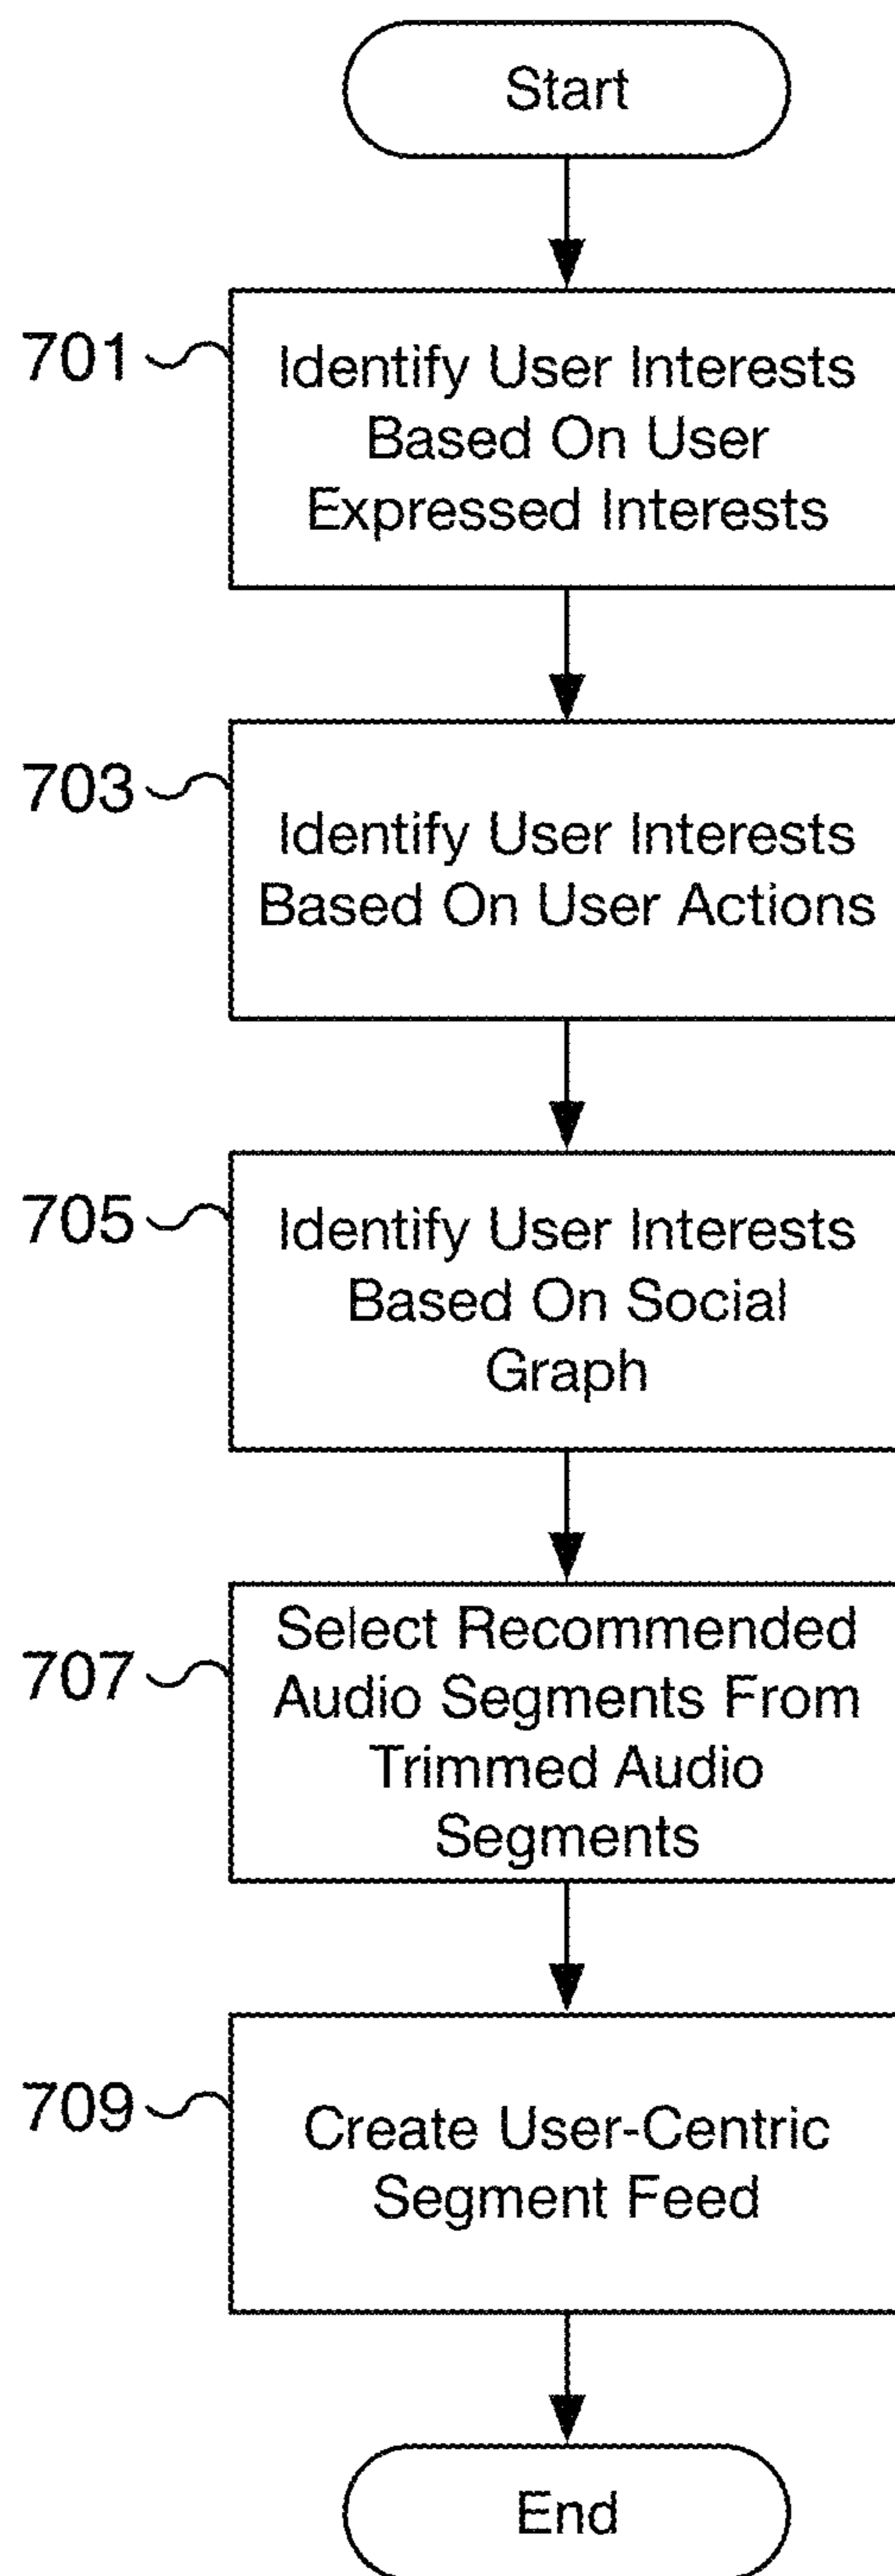 Start
701
Identify User Interests
Based On User
Expressed Interests
703
Identify User Interests
Based On User Actions
705
Identify User Interests
Based On Social
Graph
707
Select Recommended
Audio Segments From
Trimmed Audio
Segments
709
Create User-Centric
Segment Feed
End